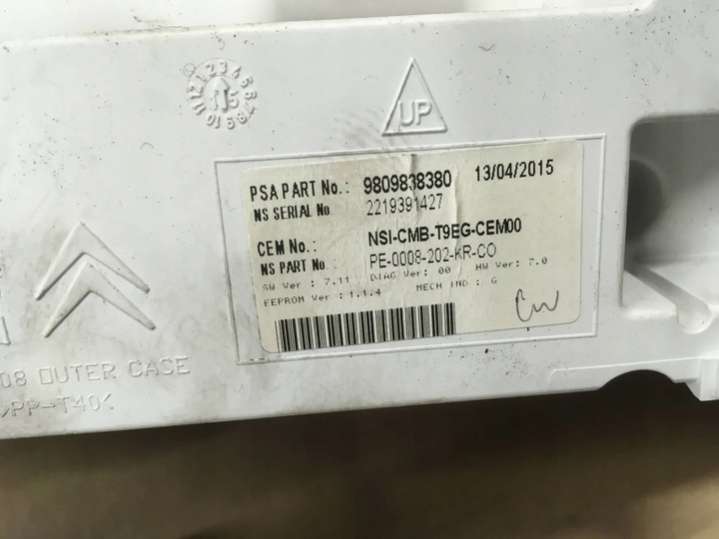 UP
PSA PART No.: 9809838380 13/04/2015
NS SERIAL No 2219391427
CEM No.: NSI-CMB-T9EG-CEM00
NS PART No.: PE-0008-202-KR-CO
SW Ver : 7.11 DIAG Ver: 00 HW Ver: 7.0
EEPROM Ver : 1.1.4 MECH IND : G
08 OUTER CASE
>PP-T40<